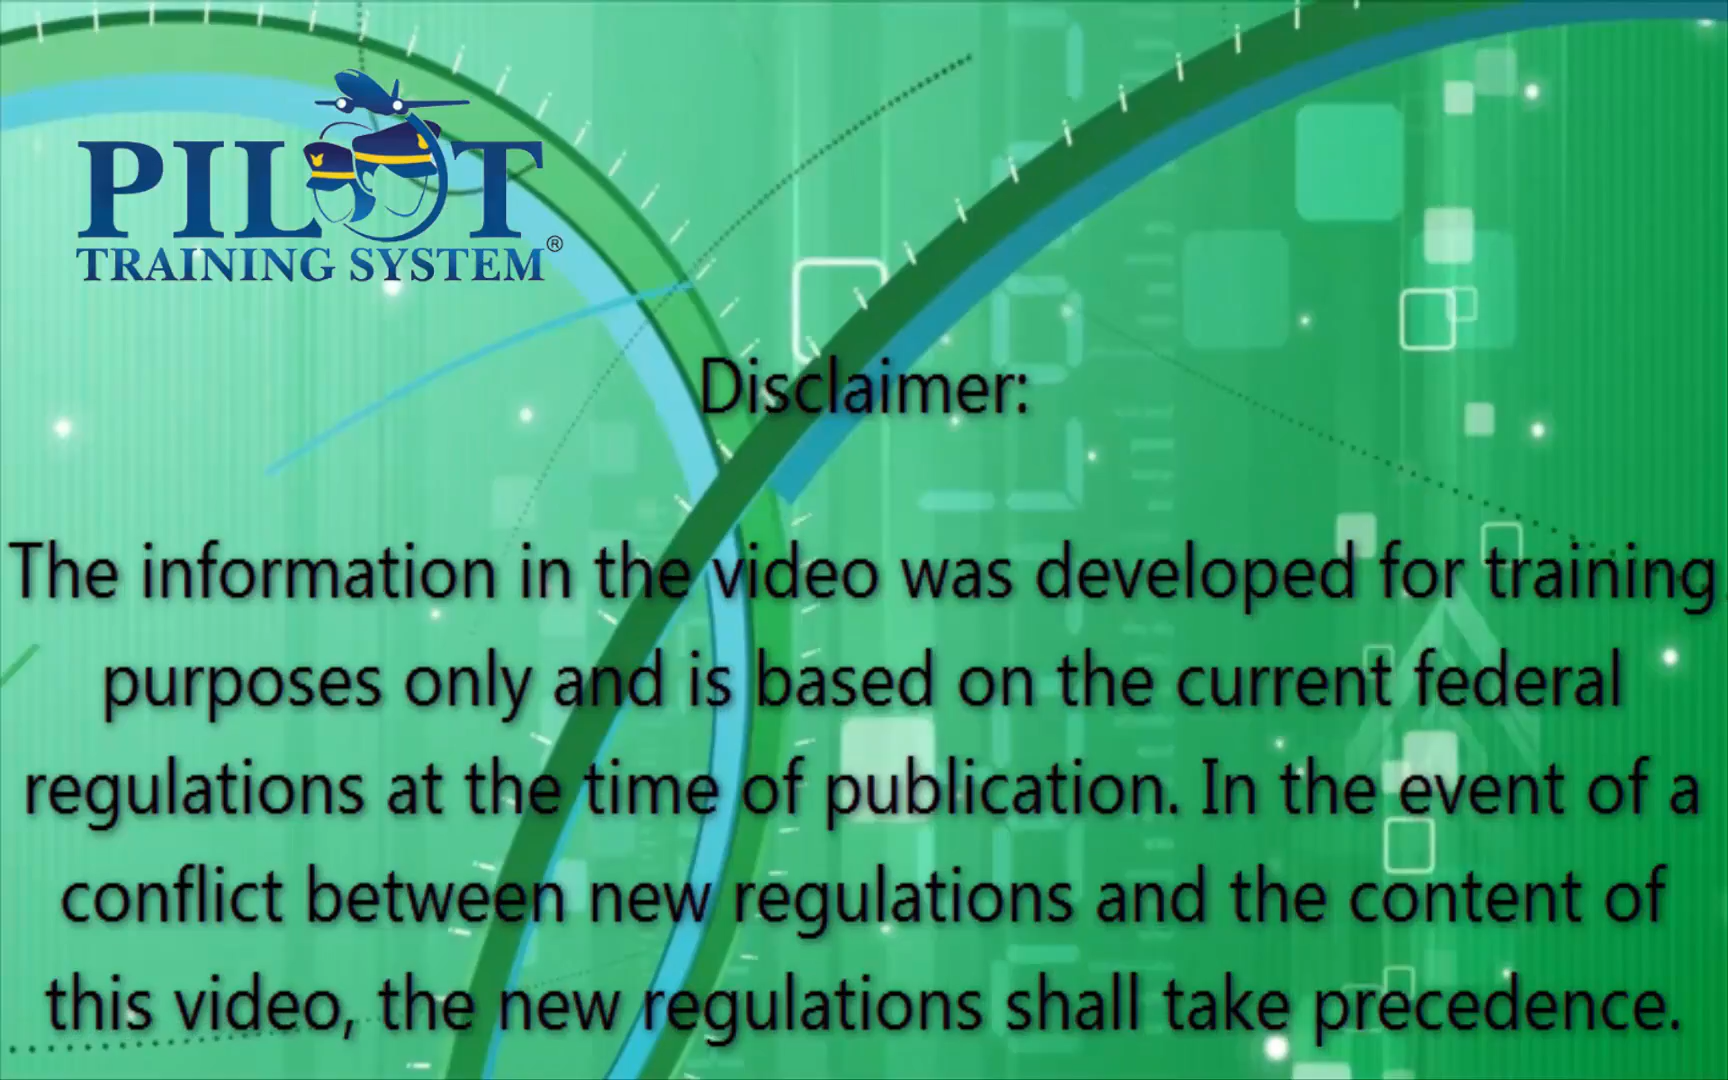 PILOT
TRAINING SYSTEM®
Disclaimer:
The information in the video was developed for training
purposes only and is based on the current federal
regulations at the time of publication. In the event of a
conflict between new regulations and the content of
this video, the new regulations shall take precedence.